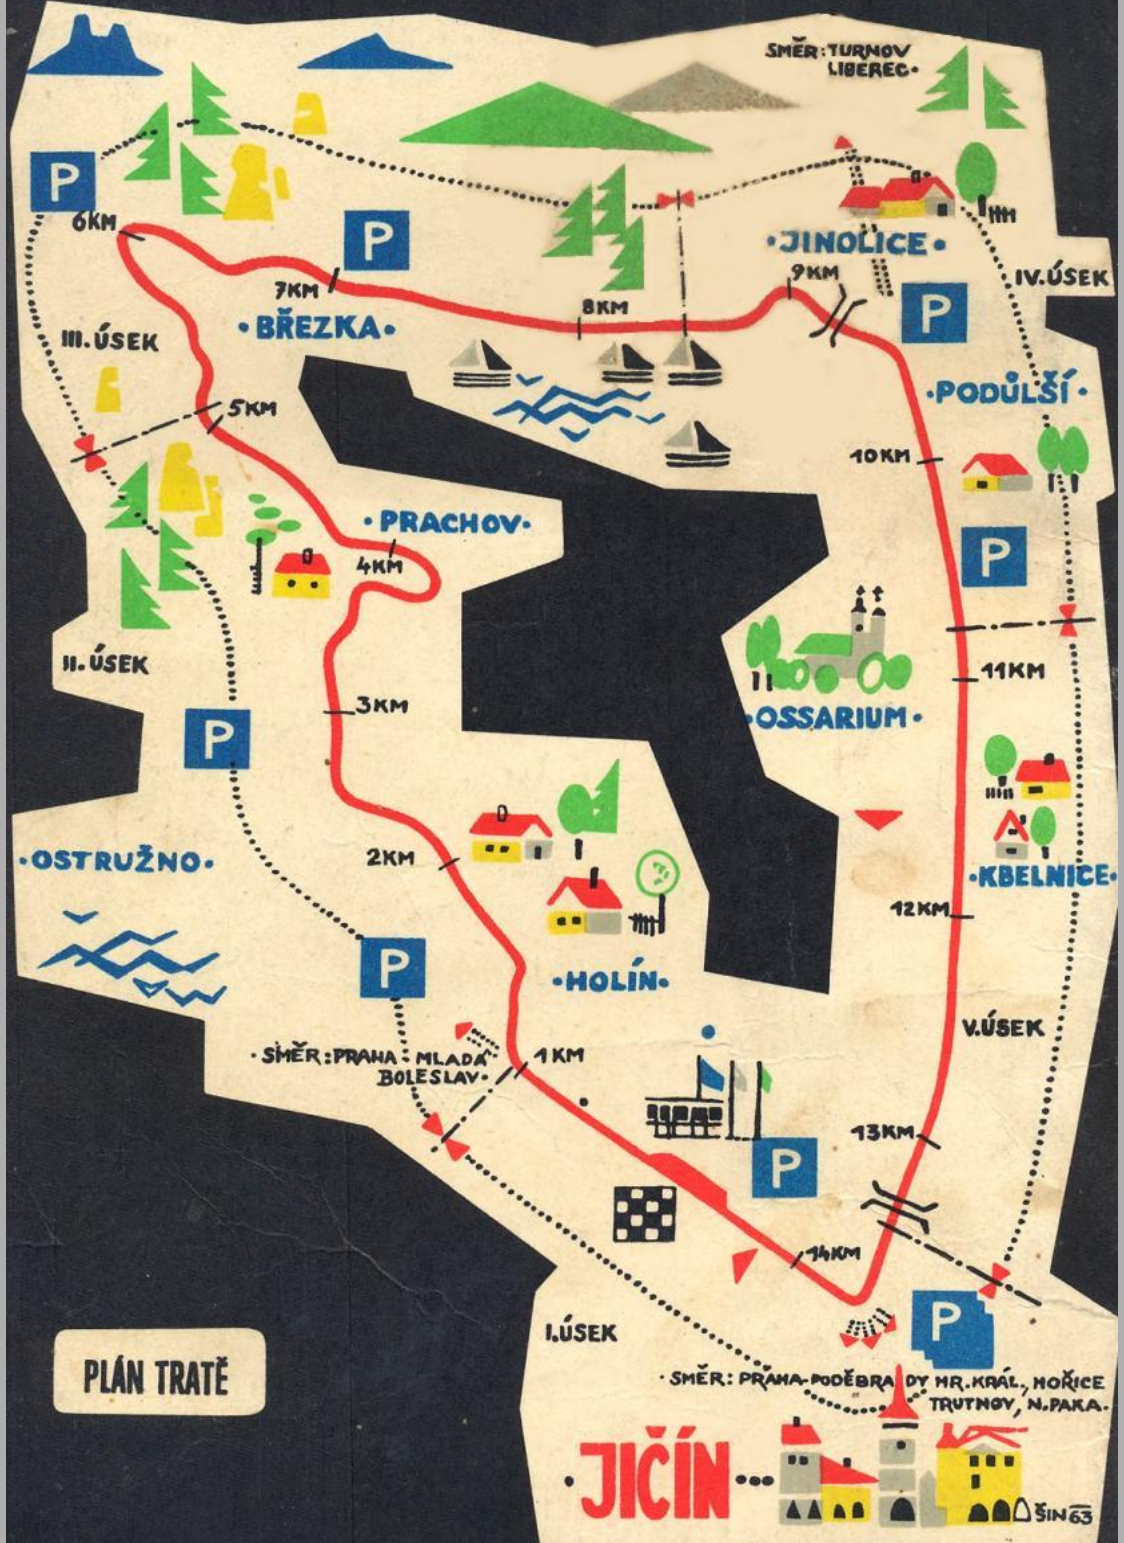 SMĚR: TURNOV
LIBEREC·
P
6KM
P
·JINOLICE·
9KM
IV. ÚSEK
7KM
8KM
P
·BŘEZKA·
III. ÚSEK
·PODŮLŠÍ·
5KM
10KM
·PRACHOV·
P
4KM
II. ÚSEK
11KM
3KM
·OSSARIUM·
P
2KM
·OSTRUŽNO·
·KBELNICE·
12KM
P
·HOLÍN·
V. ÚSEK
·SMĚR: PRAHA - MLADÁ
BOLESLAV·
1KM
13KM
P
14KM
P
I. ÚSEK
PLÁN TRATĚ
·SMĚR: PRAHA-PODĚBRADY HR. KRÁL., HOŘICE
TRUTNOV, N. PAKA·
·JIČÍN···
ŠIN 63